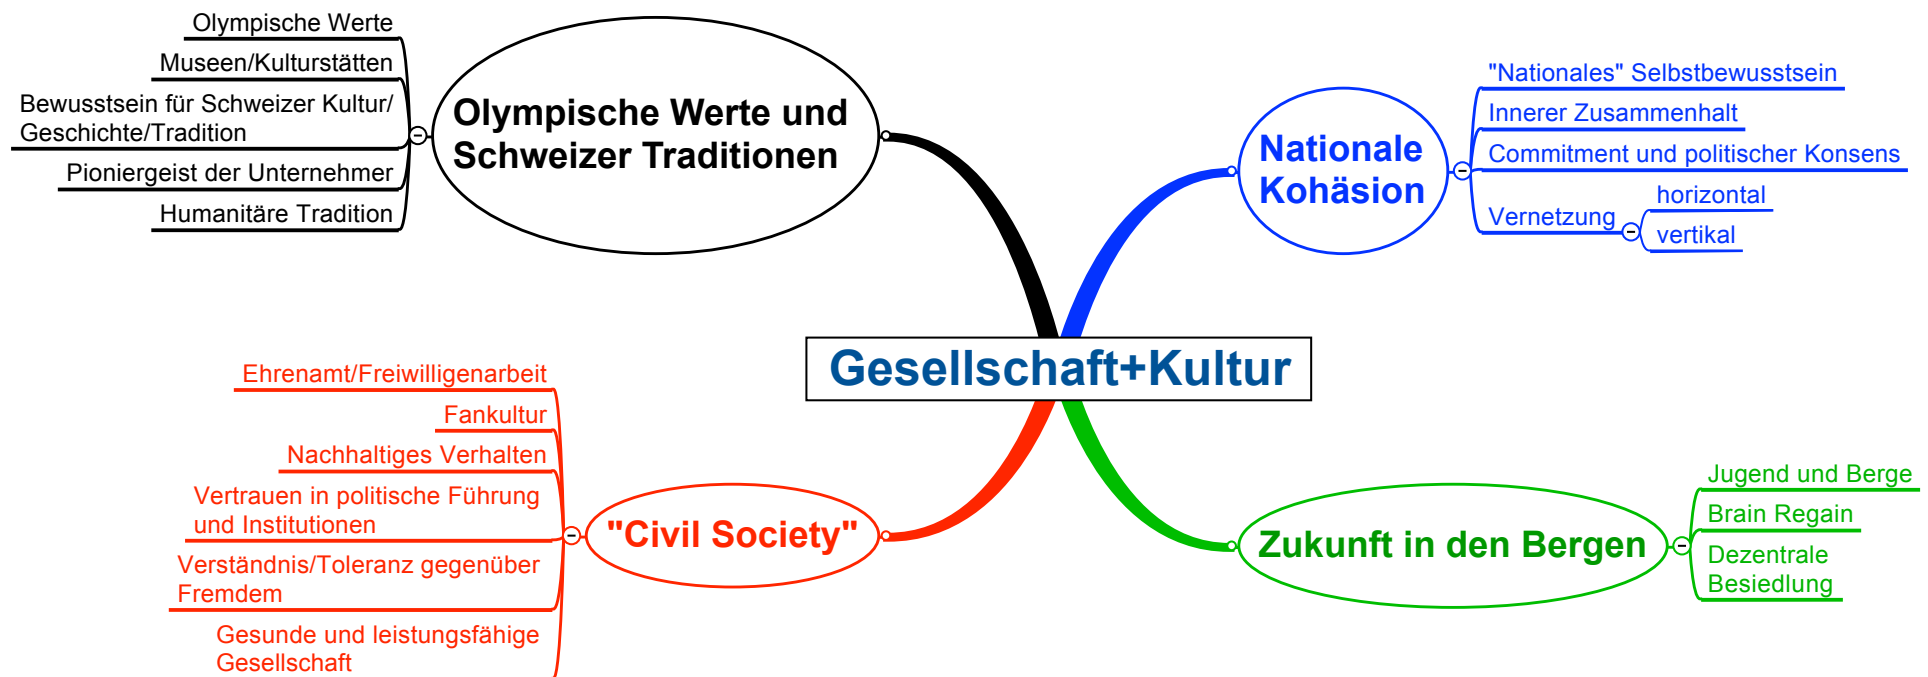 Olympische Werte
Museen/Kulturstätten
Bewusstsein für Schweizer Kultur/
Geschichte/Tradition
Pioniergeist der Unternehmer
Humanitäre Tradition
Olympische Werte und
Schweizer Traditionen
Nationale
Kohäsion
"Nationales" Selbstbewusstsein
Innerer Zusammenhalt
Commitment und politischer Konsens
Vernetzung
horizontal
vertikal
Gesellschaft+Kultur
Ehrenamt/Freiwilligenarbeit
Fankultur
Nachhaltiges Verhalten
Vertrauen in politische Führung
und Institutionen
Verständnis/Toleranz gegenüber
Fremdem
Gesunde und leistungsfähige
Gesellschaft
"Civil Society"
Zukunft in den Bergen
Jugend und Berge
Brain Regain
Dezentrale
Besiedlung